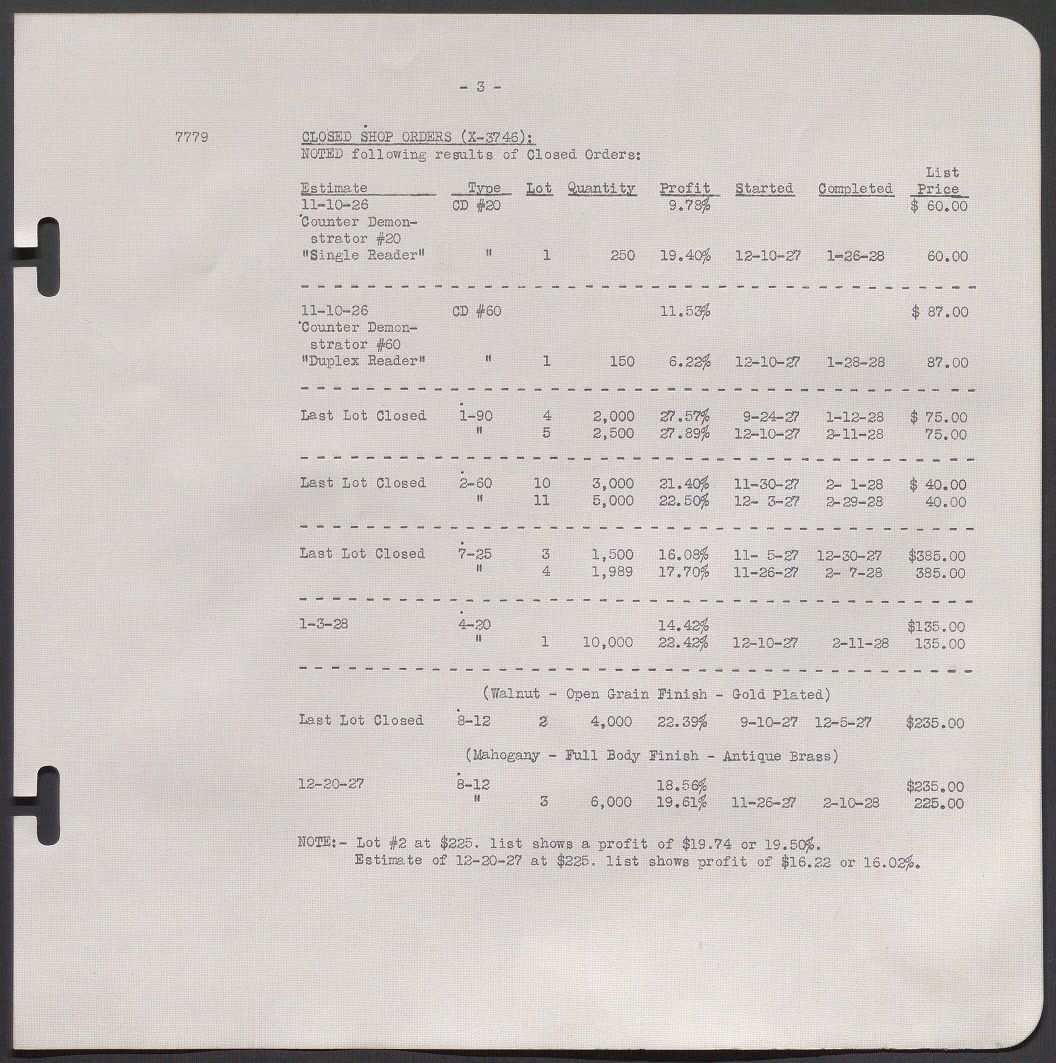 - 3 -
7779 CLOSED SHOP ORDERS (X-3746):
NOTED following results of Closed Orders:
List
Estimate Type Lot Quantity Profit Started Completed Price
11-10-26 CD #20 9.78% $ 60.00
Counter Demon-
strator #20
"Single Reader" " 1 250 19.40% 12-10-27 1-26-28 60.00
11-10-26 CD #60 11.53% $ 87.00
Counter Demon-
strator #60
"Duplex Reader" " 1 150 6.22% 12-10-27 1-28-28 87.00
Last Lot Closed 1-90 4 2,000 27.57% 9-24-27 1-12-28 $ 75.00
" 5 2,500 27.89% 12-10-27 2-11-28 75.00
Last Lot Closed 2-60 10 3,000 21.40% 11-30-27 2- 1-28 $ 40.00
" 11 5,000 22.50% 12- 3-27 2-29-28 40.00
Last Lot Closed 7-25 3 1,500 16.08% 11- 5-27 12-30-27 $385.00
" 4 1,989 17.70% 11-26-27 2- 7-28 385.00
1-3-28 4-20 14.42% $135.00
" 1 10,000 22.42% 12-10-27 2-11-28 135.00
(Walnut - Open Grain Finish - Gold Plated)
Last Lot Closed 8-12 2 4,000 22.39% 9-10-27 12-5-27 $235.00
(Mahogany - Full Body Finish - Antique Brass)
12-20-27 8-12 18.56% $235.00
" 3 6,000 19.61% 11-26-27 2-10-28 225.00
NOTE:- Lot #2 at $225. list shows a profit of $19.74 or 19.50%.
Estimate of 12-20-27 at $225. list shows profit of $16.22 or 16.02%.